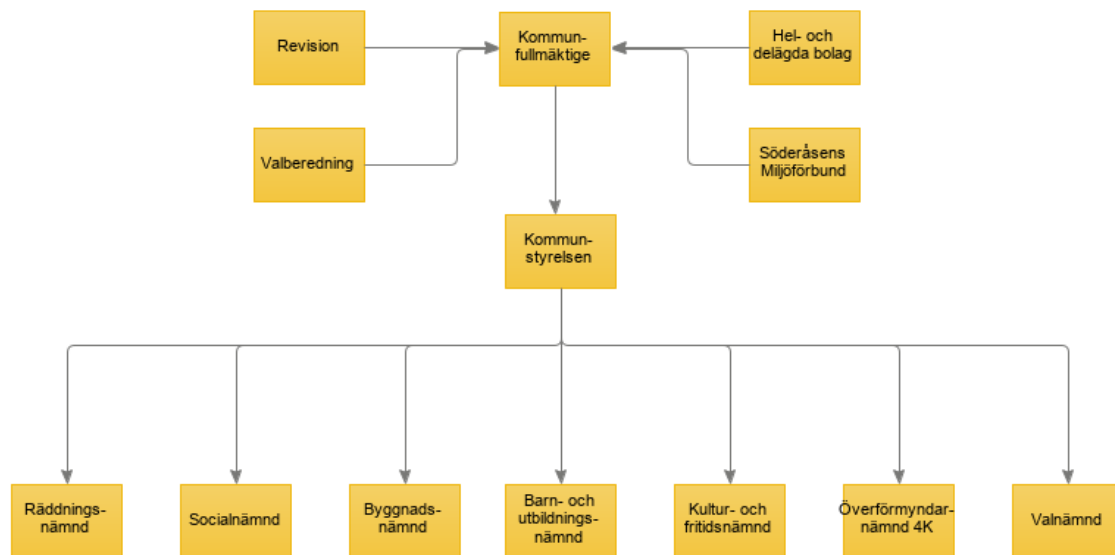 Revision
Kommun-
fullmäktige
Hel- och
delägda bolag
Valberedning
Söderåsens
Miljöförbund
Kommun-
styrelsen
Räddnings-
nämnd
Socialnämnd
Byggnads-
nämnd
Barn- och
utbildnings-
nämnd
Kultur- och
fritidsnämnd
Överförmyndar-
nämnd 4K
Valnämnd